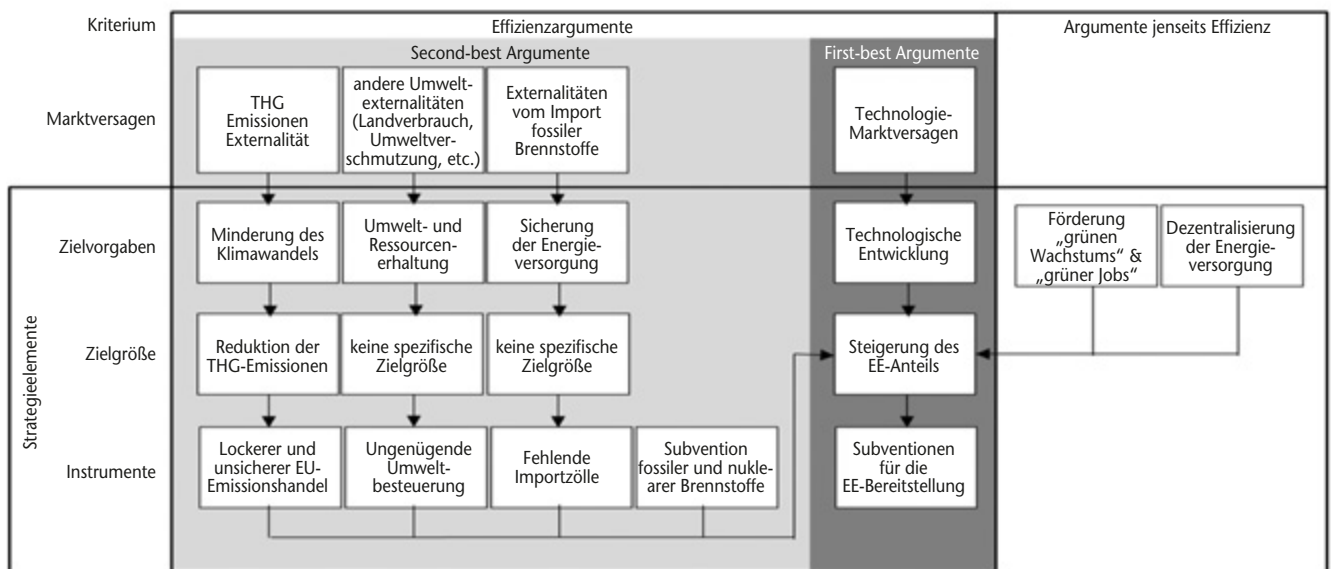 Kriterium
Effizienzargumente
Argumente jenseits Effizienz
Second-best Argumente
First-best Argumente
Marktversagen
THG
Emissionen
Externalität
andere Umwelt-
externalitäten
(Landverbrauch,
Umweltver-
schmutzung, etc.)
Externalitäten
vom Import
fossiler
Brennstoffe
Technologie-
Marktversagen
Strategieelemente
Zielvorgaben
Minderung des
Klimawandels
Umwelt- und
Ressourcen-
erhaltung
Sicherung
der Energie-
versorgung
Technologische
Entwicklung
Förderung
„grünen
Wachstums“ &
„grüner Jobs“
Dezentralisierung
der Energie-
versorgung
Zielgröße
Reduktion der
THG-Emissionen
keine spezifische
Zielgröße
keine spezifische
Zielgröße
Steigerung des
EE-Anteils
Instrumente
Lockerer und
unsicherer EU-
Emissionshandel
Ungenügende
Umwelt-
besteuerung
Fehlende
Importzölle
Subvention
fossiler und nukle-
arer Brennstoffe
Subventionen
für die
EE-Bereitstellung